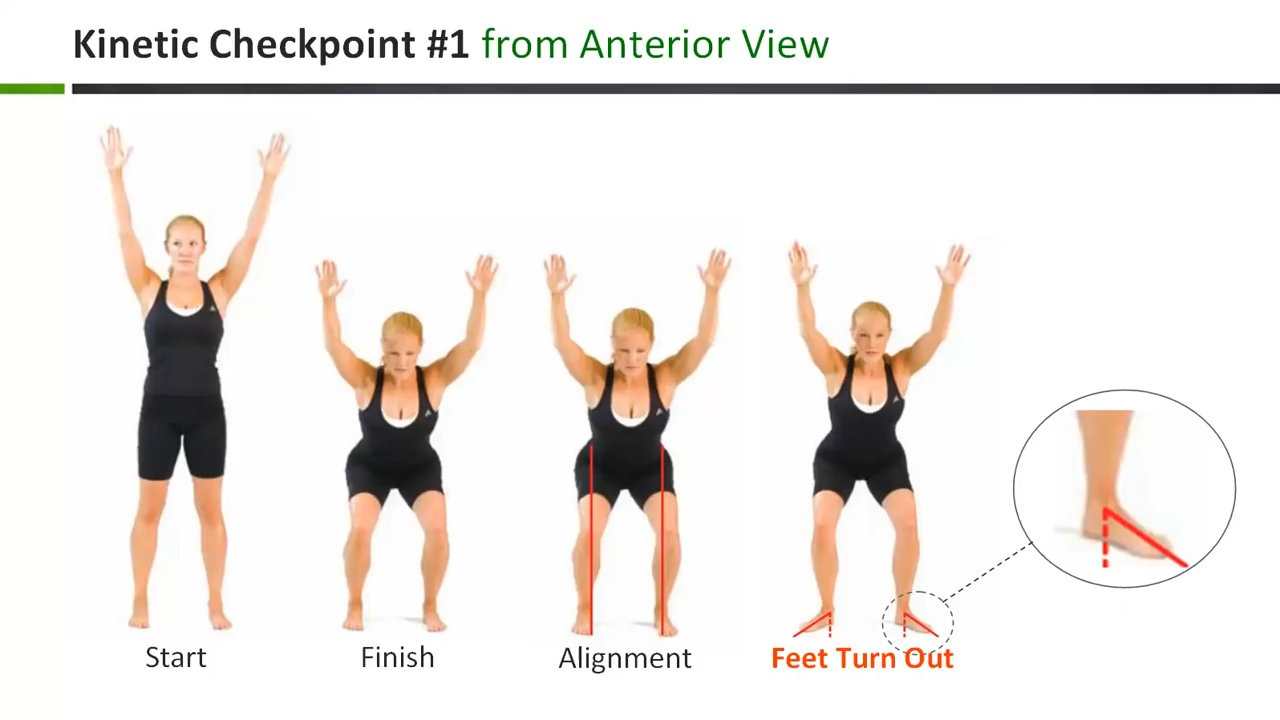 Kinetic Checkpoint #1 from Anterior View
Start
Finish
Alignment
Feet Turn Out